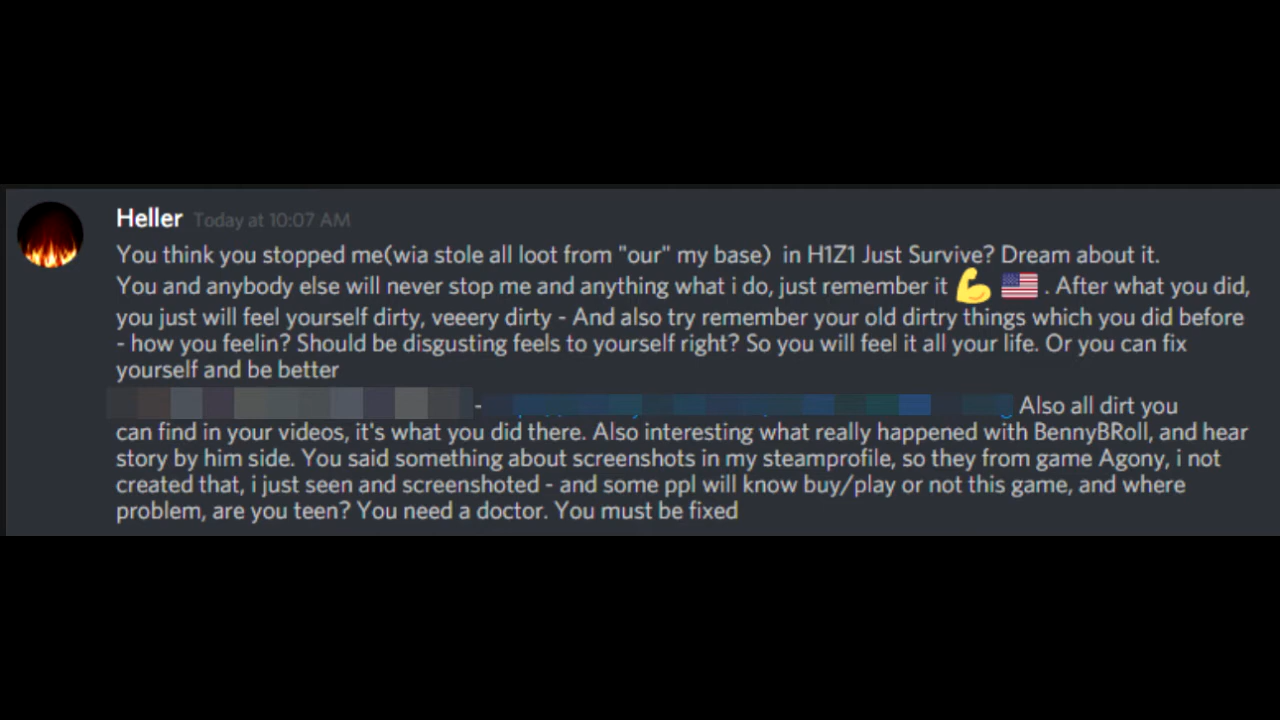 Heller Today at 10:07 AM
You think you stopped me(wia stole all loot from "our" my base)  in H1Z1 Just Survive? Dream about it.
You and anybody else will never stop me and anything what i do, just remember it 💪 🇺🇸 . After what you did,
you just will feel yourself dirty, veeery dirty - And also try remember your old dirtry things which you did before
- how you feelin? Should be disgusting feels to yourself right? So you will feel it all your life. Or you can fix
yourself and be better
- Also all dirt you
can find in your videos, it's what you did there. Also interesting what really happened with BennyBRoll, and hear
story by him side. You said something about screenshots in my steamprofile, so they from game Agony, i not
created that, i just seen and screenshoted - and some ppl will know buy/play or not this game, and where
problem, are you teen? You need a doctor. You must be fixed